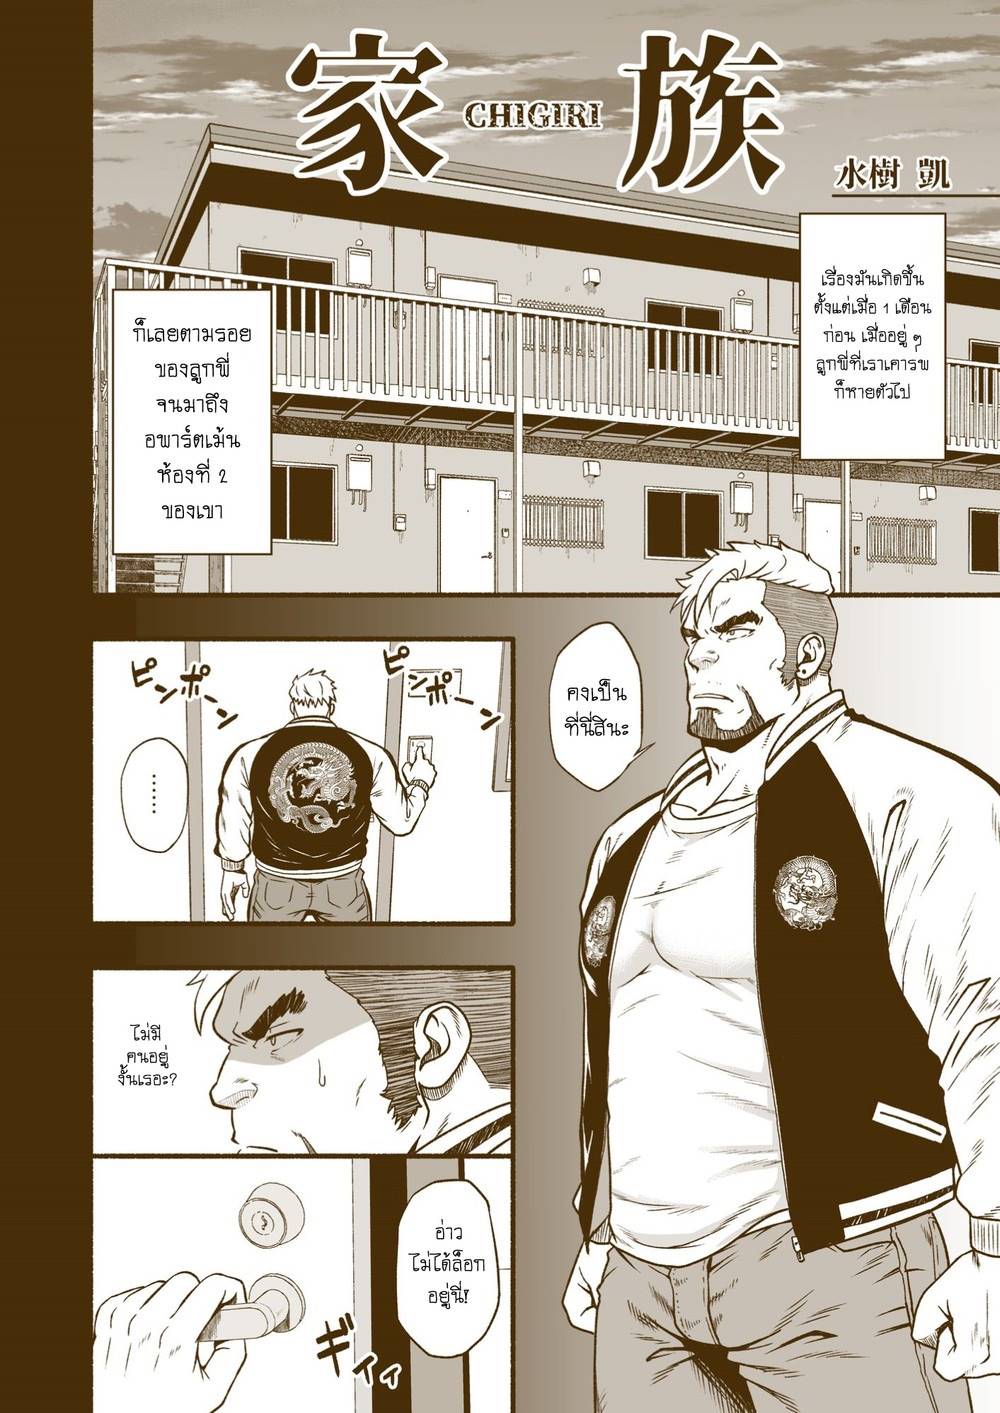 家族
CHIGIRI
水樹 凱
เรื่องมันเกิดขึ้น
ตั้งแต่เมื่อ 1 เดือน
ก่อน เมื่ออยู่ ๆ
ลูกพี่ที่เราเคารพ
ก็หายตัวไป
ก็เลยตามรอย
ของลูกพี่
จนมาถึง
อพาร์ตเม้น
ห้องที่ 2
ของเขา
คงเป็น
ที่นี่สินะ
ピンポーン
ピンポーン
……
ไม่มี
คนอยู่
งั้นเรอะ?
อ่าว
ไม่ได้ล็อก
อยู่นี่!
ギィィ